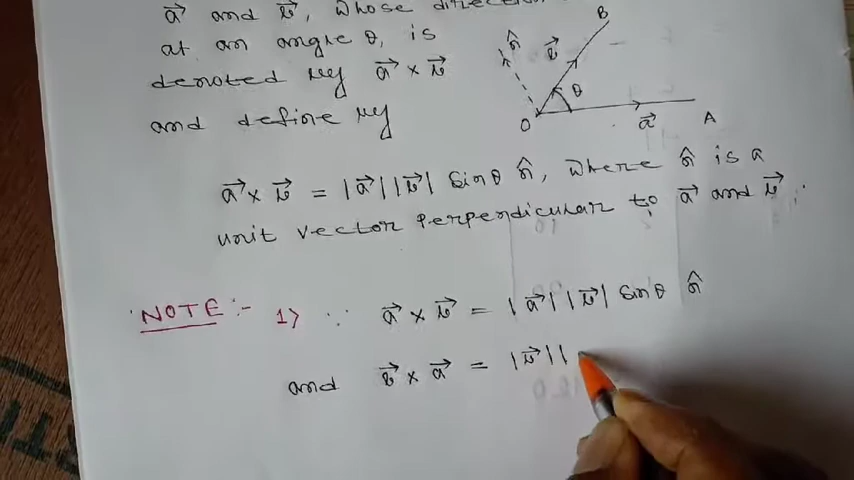 a⃗ and b⃗, whose direction
at an angle θ, is
denoted by a⃗ × b⃗
and define by
B
n̂
b⃗
θ
O
a⃗
A
a⃗ × b⃗ = |a⃗||b⃗| sinθ n̂, where n̂ is a
unit vector perpendicular to a⃗ and b⃗
NOTE :- 1) ∵ a⃗ × b⃗ = |a⃗||b⃗| sinθ n̂
and b⃗ × a⃗ = |b⃗||